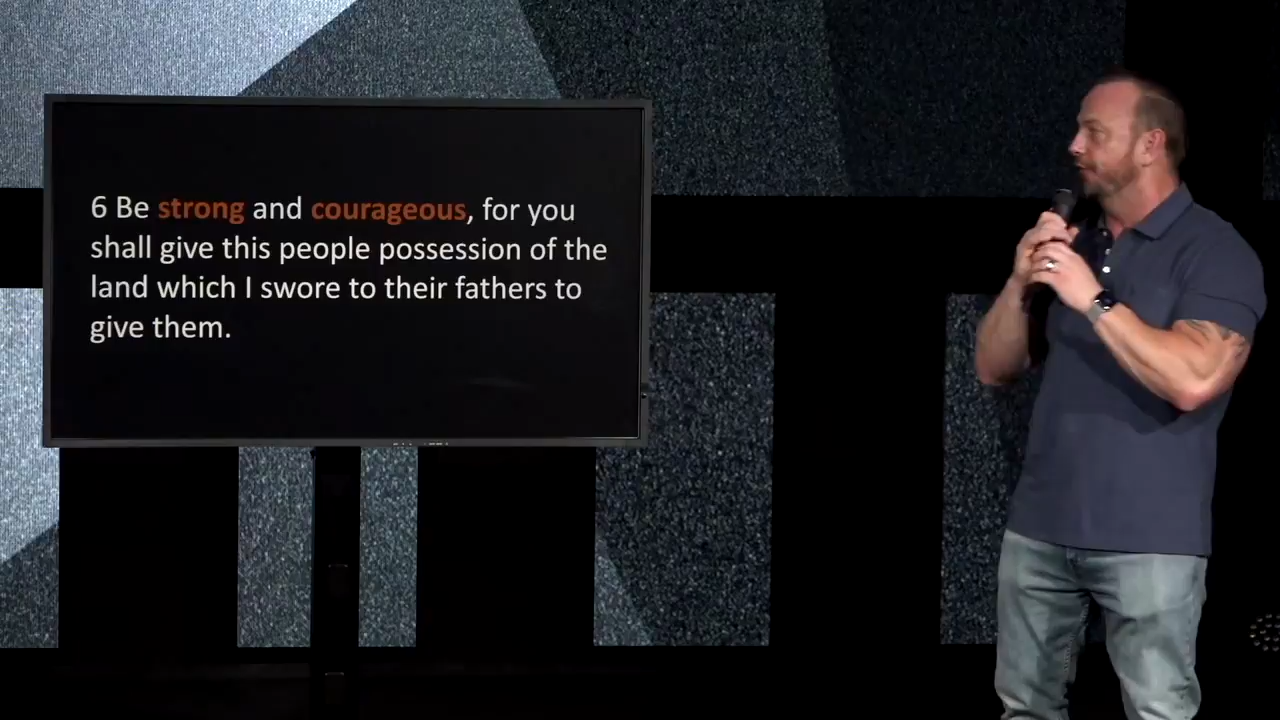 6 Be strong and courageous, for you
shall give this people possession of the
land which I swore to their fathers to
give them.